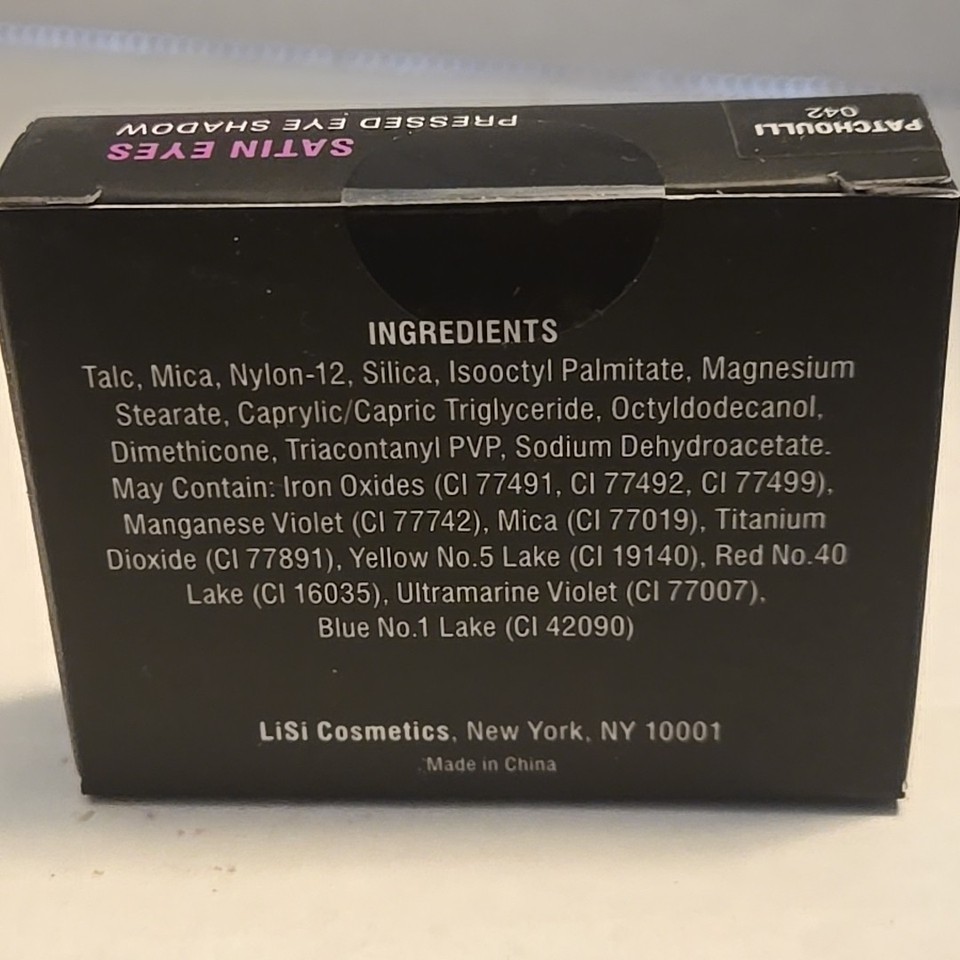 SATIN EYES
PRESSED EYE SHADOW
PATCHOULLI
042
INGREDIENTS
Talc, Mica, Nylon-12, Silica, Isooctyl Palmitate, Magnesium
Stearate, Caprylic/Capric Triglyceride, Octyldodecanol,
Dimethicone, Triacontanyl PVP, Sodium Dehydroacetate.
May Contain: Iron Oxides (CI 77491, CI 77492, CI 77499),
Manganese Violet (CI 77742), Mica (CI 77019), Titanium
Dioxide (CI 77891), Yellow No.5 Lake (CI 19140), Red No.40
Lake (CI 16035), Ultramarine Violet (CI 77007),
Blue No.1 Lake (CI 42090)
LiSi Cosmetics, New York, NY 10001
Made in China